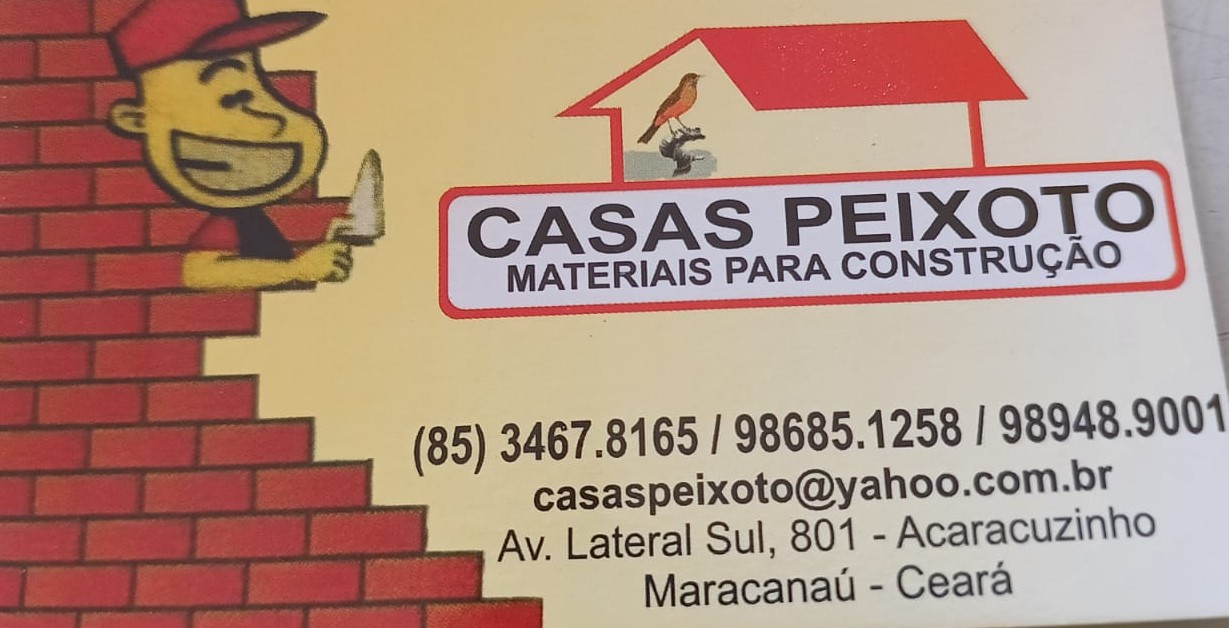 CASAS PEIXOTO
MATERIAIS PARA CONSTRUÇÃO
(85) 3467.8165 / 98685.1258 / 98948.9001
casaspeixoto@yahoo.com.br
Av. Lateral Sul, 801 - Acaracuzinho
Maracanaú - Ceará